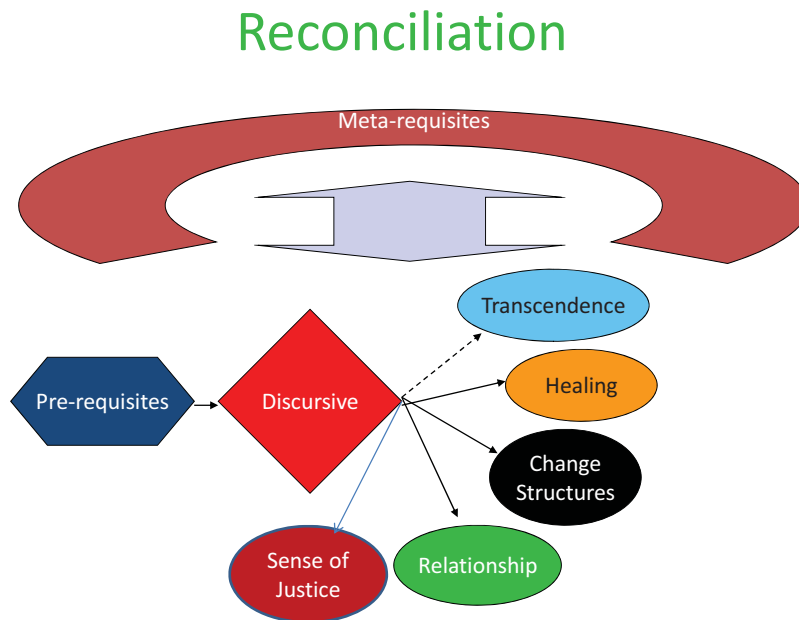 Reconciliation
Meta-requisites
Transcendence
Pre-requisites
Discursive
Healing
Change
Structures
Sense of
Justice
Relationship